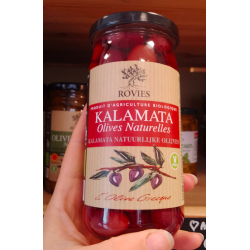 ROVIES
PRODUIT D'AGRICULTURE BIOLOGIQUE
KALAMATA
Olives Naturelles
KALAMATA NATUURLIJKE OLIJVEN
L'Olive Grecque